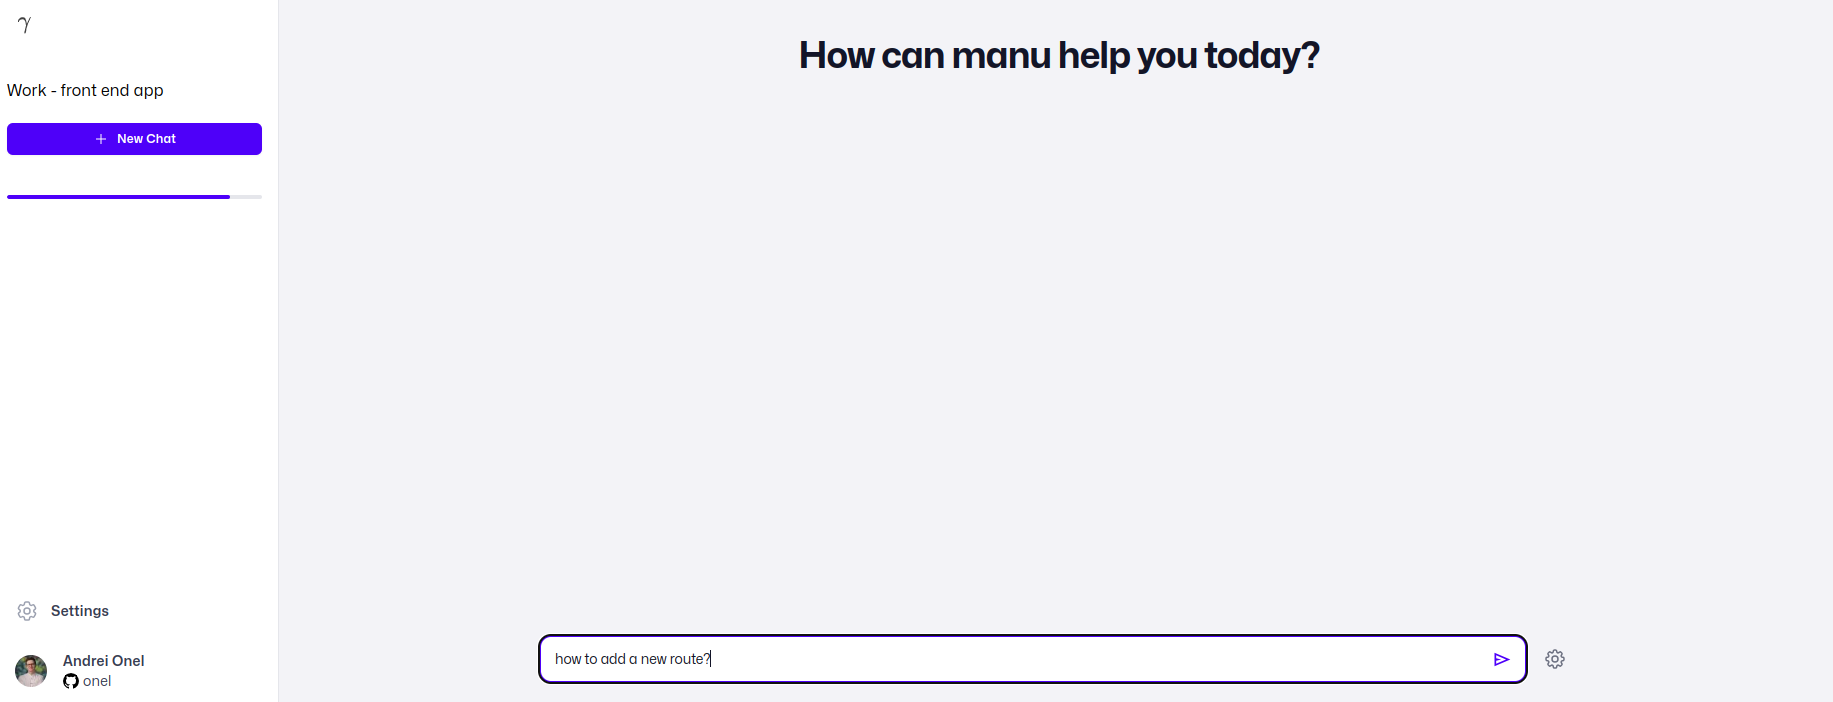 γ
Work - front end app
New Chat
Settings
Andrei Onel
onel
How can manu help you today?
how to add a new route?